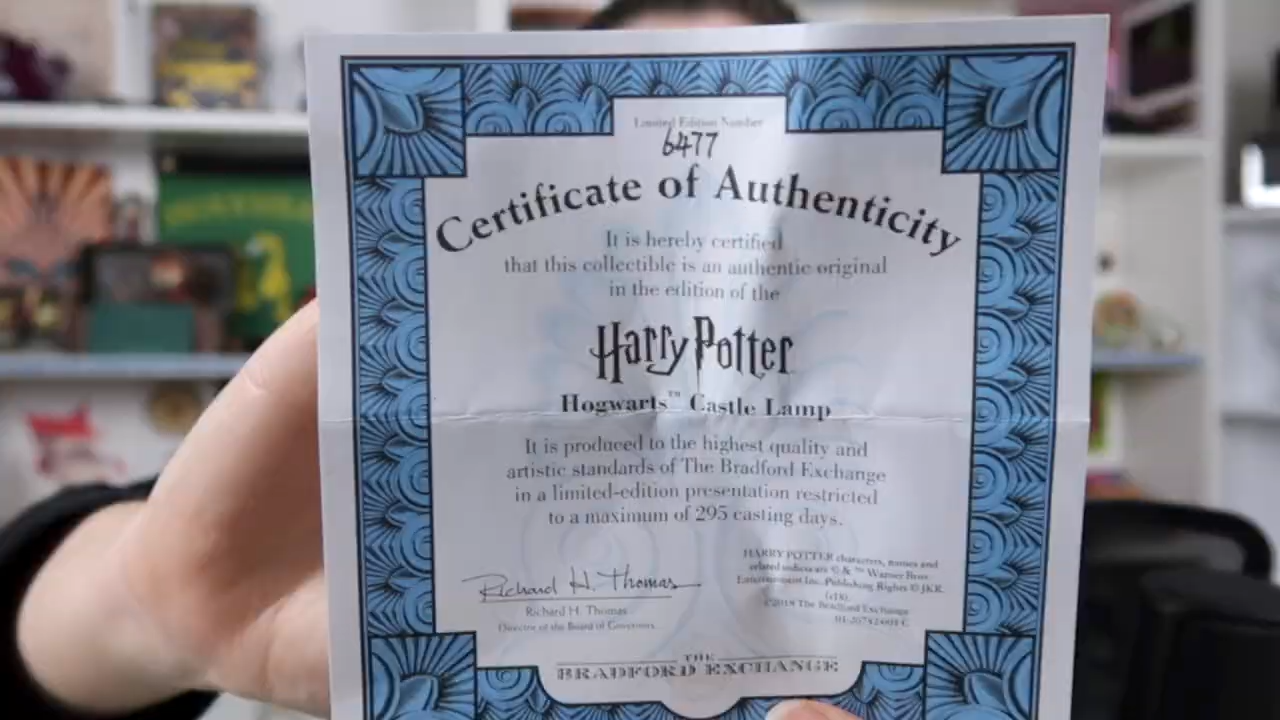 Limited Edition Number
6477
Certificate of Authenticity
It is hereby certified
that this collectible is an authentic original
in the edition of the
Harry Potter
Hogwarts™ Castle Lamp
It is produced to the highest quality and
artistic standards of The Bradford Exchange
in a limited-edition presentation restricted
to a maximum of 295 casting days.
Richard H. Thomas
Richard H. Thomas
Director of the Board of Governors
HARRY POTTER characters, names and
related indicia are © & ™ Warner Bros.
Entertainment Inc. Publishing Rights © JKR.
(s18).
©2018 The Bradford Exchange
THE
BRADFORD EXCHANGE